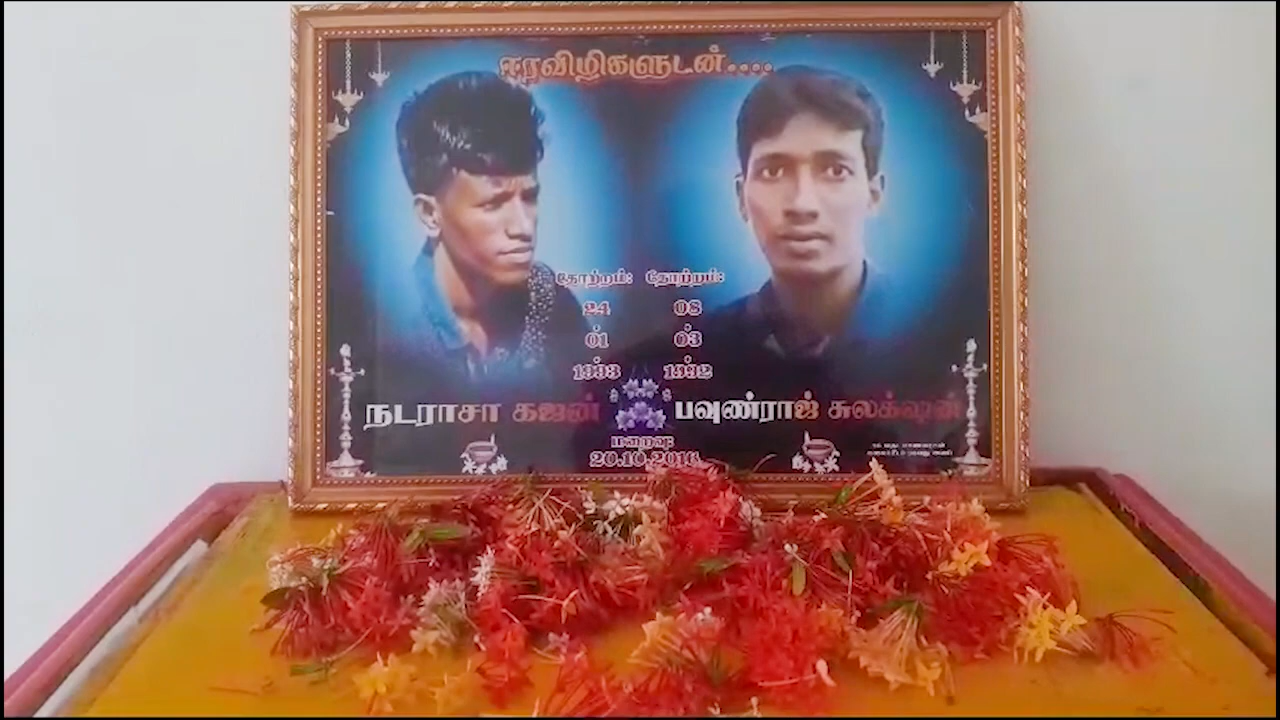 ஈரவிழிகளுடன்....
தோற்றம்: தோற்றம்:
24 08
01 03
1993 1992
நடராசா கஜன் பவுண்ராஜ் சுலக்ஷன்
மறைவு:
20.10.2016